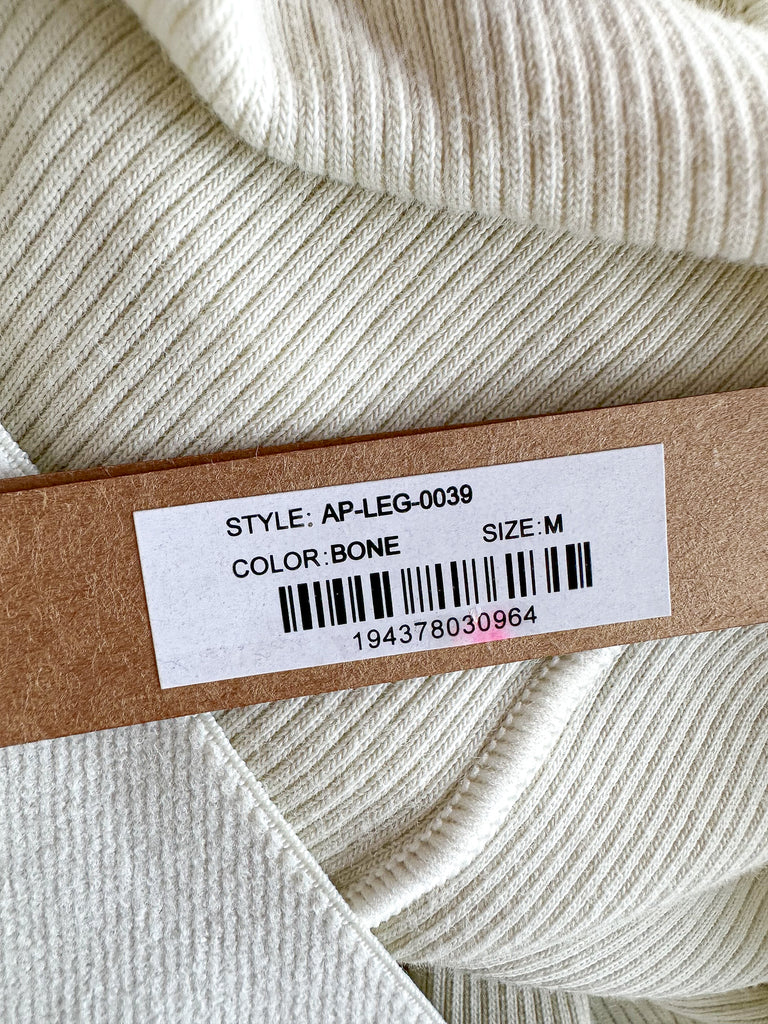 STYLE: AP-LEG-0039
COLOR:BONE SIZE:M
194378030964